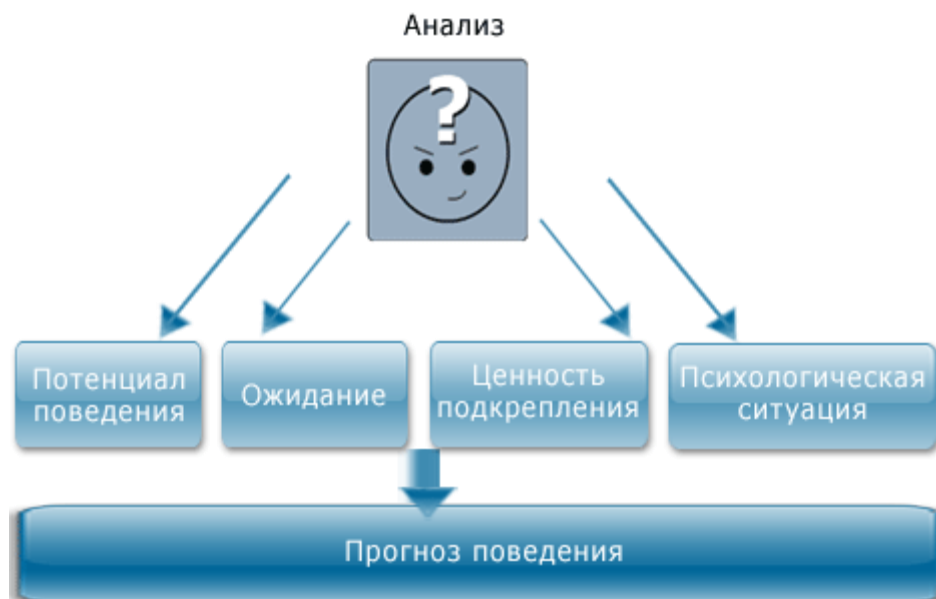 Анализ
?
Потенциал
поведения
Ожидание
Ценность
подкрепления
Психологическая
ситуация
Прогноз поведения